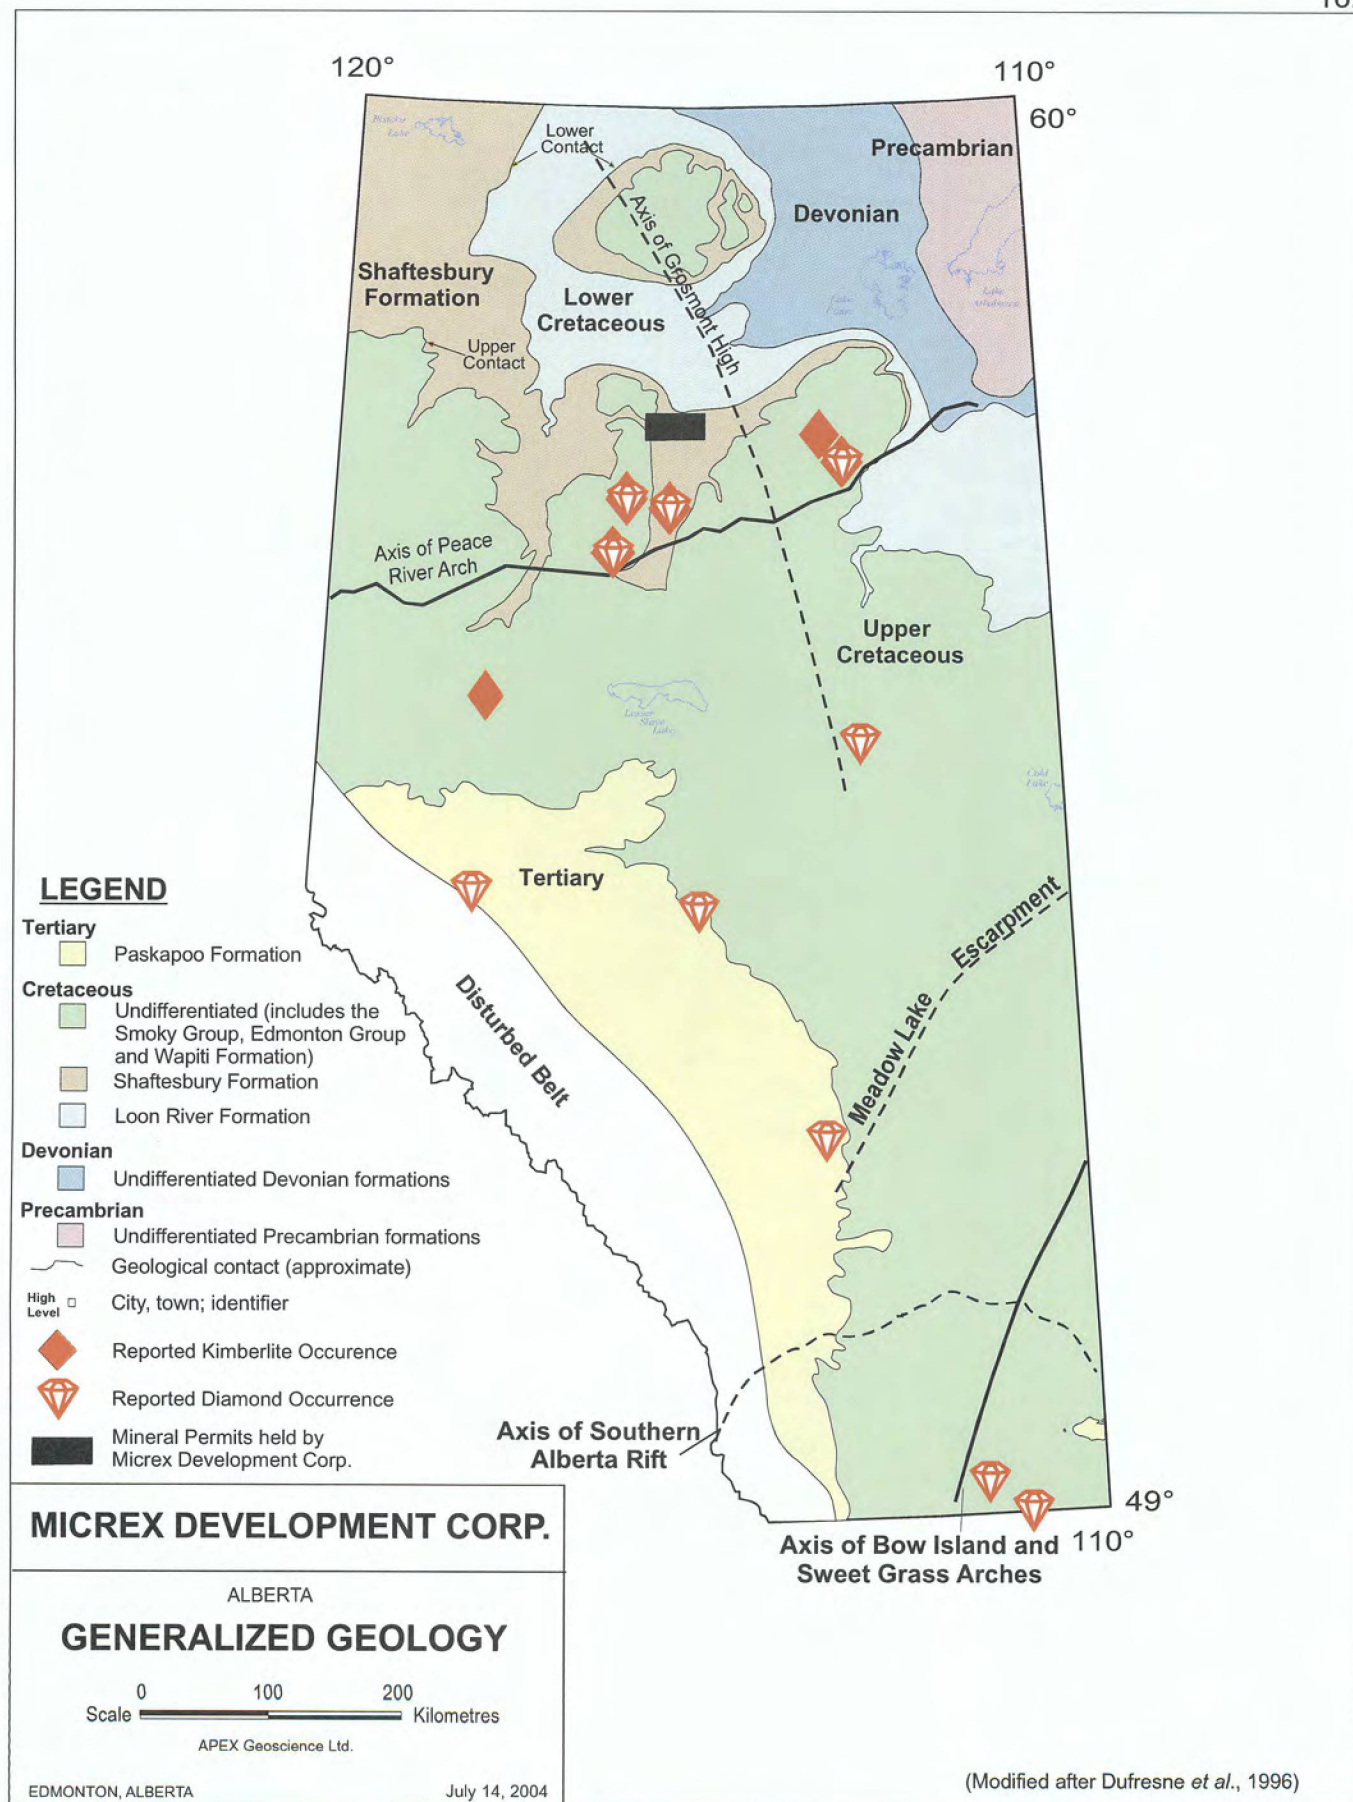 120°
110°
60°
Lower
Contact
Precambrian
Devonian
Axis of Grosmont High
Shaftesbury
Formation
Lower
Cretaceous
Upper
Contact
Axis of Peace
River Arch
Upper
Cretaceous
Lesser
Slave
Lake
Cold
Lake
Tertiary
Disturbed Belt
Meadow Lake
Escarpment
LEGEND
Tertiary
Paskapoo Formation
Cretaceous
Undifferentiated (includes the
Smoky Group, Edmonton Group
and Wapiti Formation)
Shaftesbury Formation
Loon River Formation
Devonian
Undifferentiated Devonian formations
Precambrian
Undifferentiated Precambrian formations
Geological contact (approximate)
High
Level
City, town; identifier
Reported Kimberlite Occurence
Reported Diamond Occurrence
Mineral Permits held by
Micrex Development Corp.
Axis of Southern
Alberta Rift
49°
110°
Axis of Bow Island and
Sweet Grass Arches
MICREX DEVELOPMENT CORP.
ALBERTA
GENERALIZED GEOLOGY
0 100 200
Scale Kilometres
APEX Geoscience Ltd.
EDMONTON, ALBERTA July 14, 2004
(Modified after Dufresne et al., 1996)